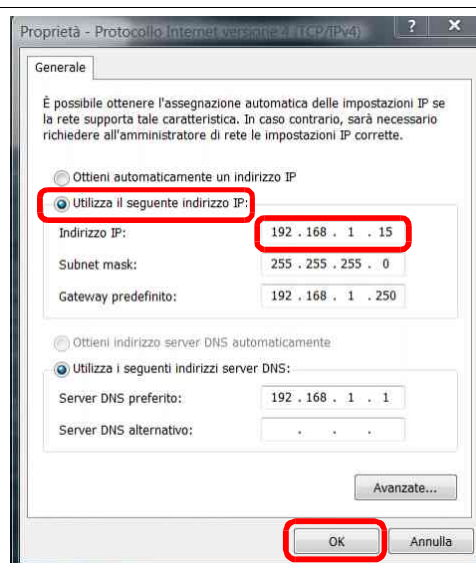 Proprietà - Protocollo Internet versione 4 (TCP/IPv4)
Generale
È possibile ottenere l'assegnazione automatica delle impostazioni IP se
la rete supporta tale caratteristica. In caso contrario, sarà necessario
richiedere all'amministratore di rete le impostazioni IP corrette.
Ottieni automaticamente un indirizzo IP
Utilizza il seguente indirizzo IP:
Indirizzo IP: 192 . 168 . 1 . 15
Subnet mask: 255 . 255 . 255 . 0
Gateway predefinito: 192 . 168 . 1 . 250
Ottieni indirizzo server DNS automaticamente
Utilizza i seguenti indirizzi server DNS:
Server DNS preferito: 192 . 168 . 1 . 1
Server DNS alternativo: . . .
Avanzate...
OK Annulla